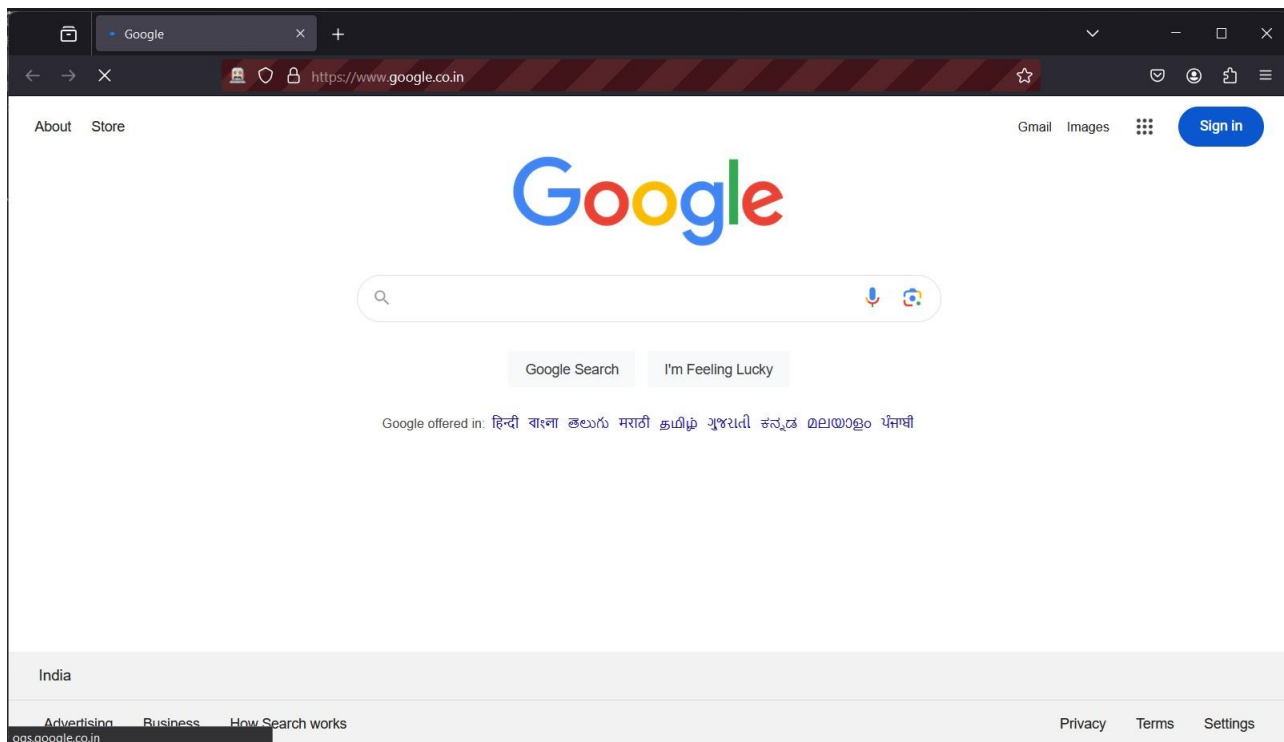 Google
https://www.google.co.in
About Store
Gmail Images Sign in
Google
Google Search I'm Feeling Lucky
Google offered in: हिन्दी বাংলা తెలుగు मराठी தமிழ் ગુજરાતી ಕನ್ನಡ മലയാളം ਪੰਜਾਬੀ
India
Advertising Business How Search works
Privacy Terms Settings
ogs.google.co.in